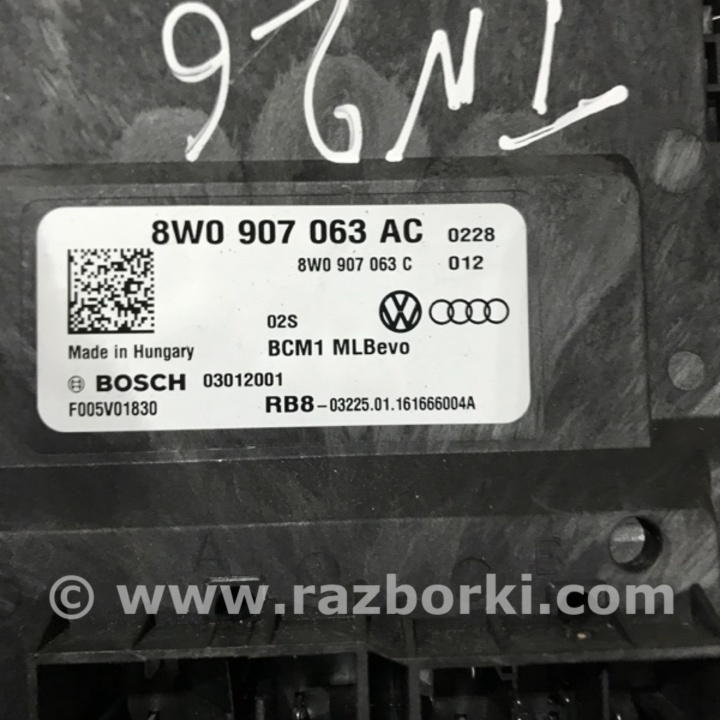 8W0 907 063 AC 0228
8W0 907 063 C 012
02S
Made in Hungary BCM1 MLBevo
BOSCH 03012001
F005V01830 RB8-03225.01.161666004A
A
© www.razborki.com